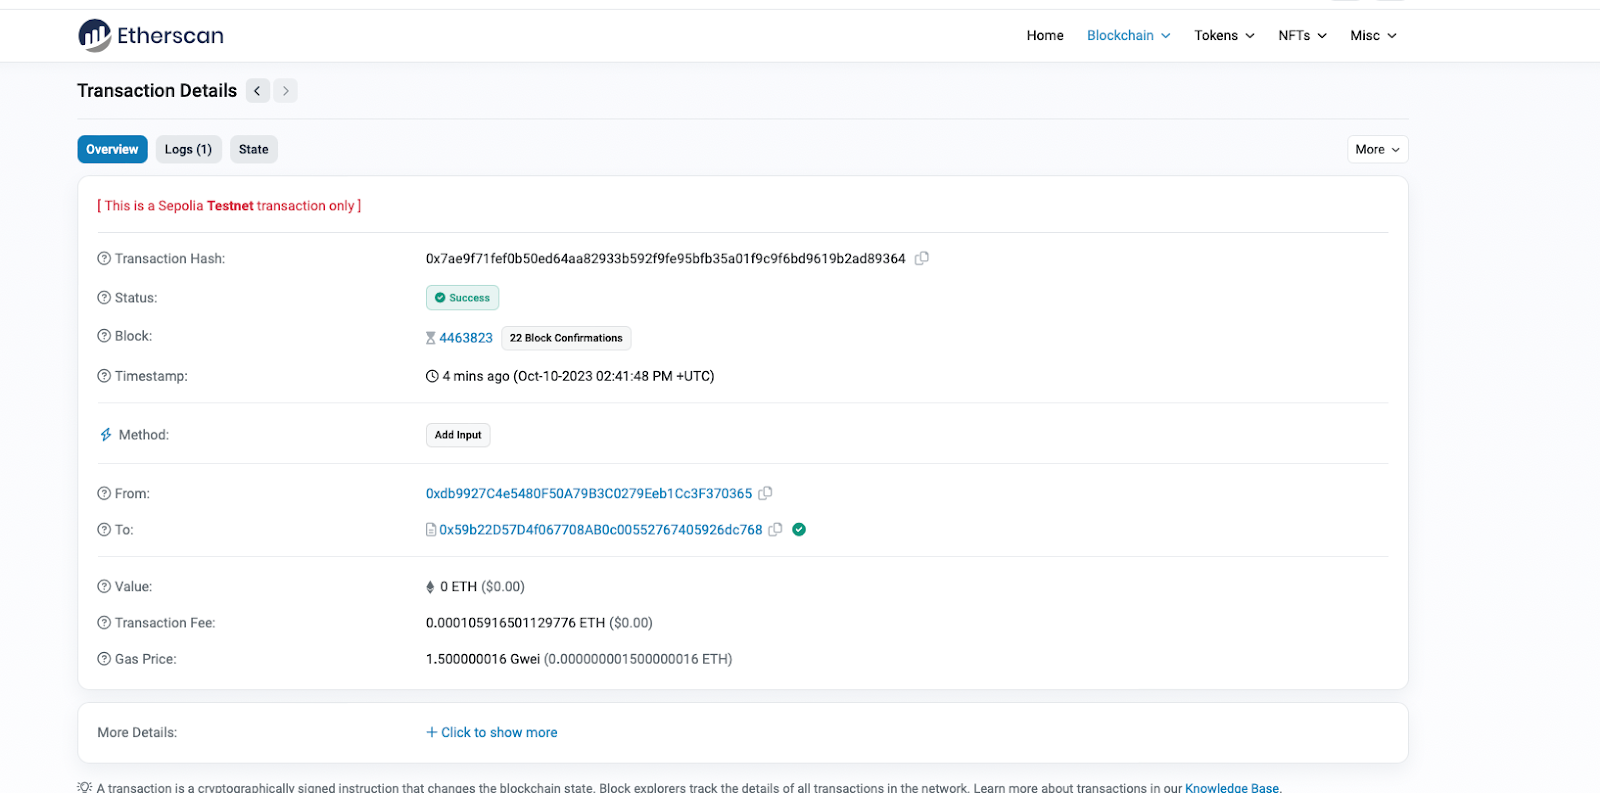 Etherscan
Home Blockchain Tokens NFTs Misc
Transaction Details
Overview Logs (1) State More
[ This is a Sepolia Testnet transaction only ]
Transaction Hash: 0x7ae9f71fef0b50ed64aa82933b592f9fe95bfb35a01f9c9f6bd9619b2ad89364
Status: Success
Block: 4463823 22 Block Confirmations
Timestamp: 4 mins ago (Oct-10-2023 02:41:48 PM +UTC)
Method: Add Input
From: 0xdb9927C4e5480F50A79B3C0279Eeb1Cc3F370365
To: 0x59b22D57D4f067708AB0c00552767405926dc768
Value: 0 ETH ($0.00)
Transaction Fee: 0.000105916501129776 ETH ($0.00)
Gas Price: 1.500000016 Gwei (0.000000001500000016 ETH)
More Details: + Click to show more
A transaction is a cryptographically signed instruction that changes the blockchain state. Block explorers track the details of all transactions in the network. Learn more about transactions in our Knowledge Base.